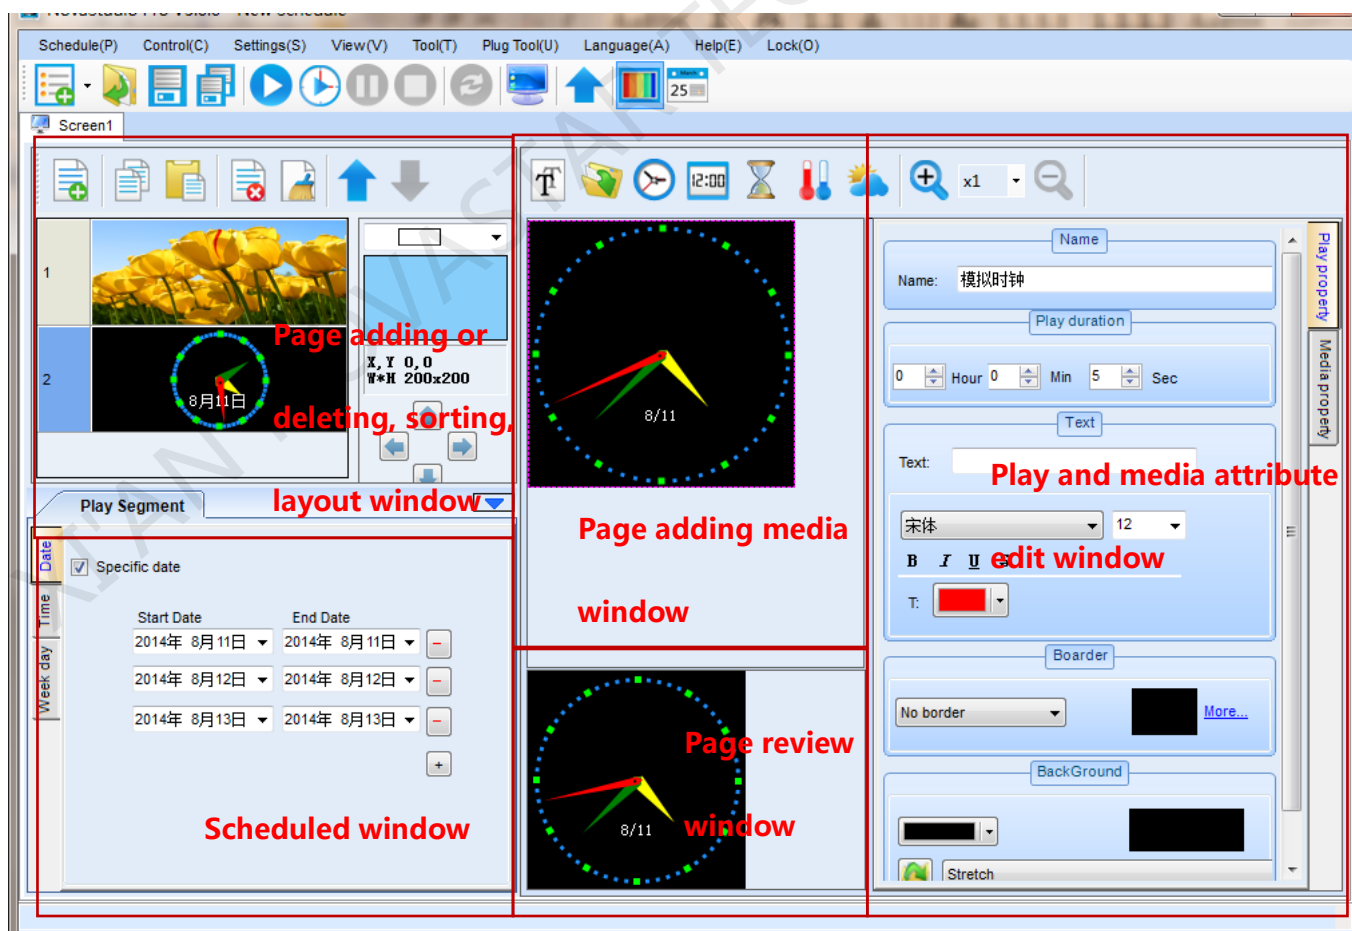 Schedule(P) Control(C) Settings(S) View(V) Tool(T) Plug Tool(U) Language(A) Help(E) Lock(O)
25
Screen1
12:00
x1
1
2
8月11日
X,Y 0,0
W*H 200x200
Page adding or
deleting, sorting,
layout window
8/11
Page adding media
window
Name
Name: 模拟时钟
Play duration
0 Hour 0 Min 5 Sec
Text
Text:
Play and media attribute
edit window
宋体 12
B I U
T:
Boarder
No border More...
BackGround
Stretch
Play property
Media property
Play Segment
Date
Time
Week day
Specific date
Start Date End Date
2014年 8月11日 2014年 8月11日 −
2014年 8月12日 2014年 8月12日 −
2014年 8月13日 2014年 8月13日 −
+
Scheduled window
8/11
Page review
window